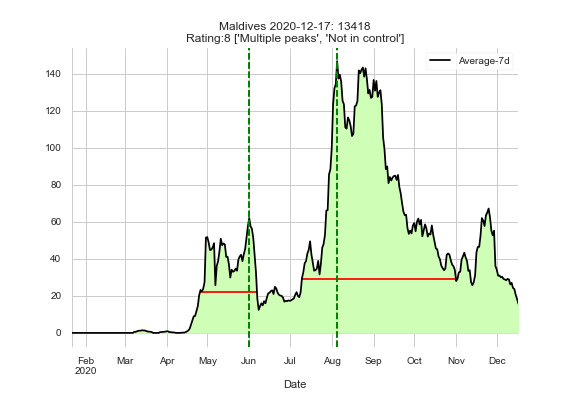 Maldives 2020-12-17: 13418
Rating:8 ['Multiple peaks', 'Not in control']
Average-7d
140
120
100
80
60
40
20
0
Feb Mar Apr May Jun Jul Aug Sep Oct Nov Dec
2020
Date